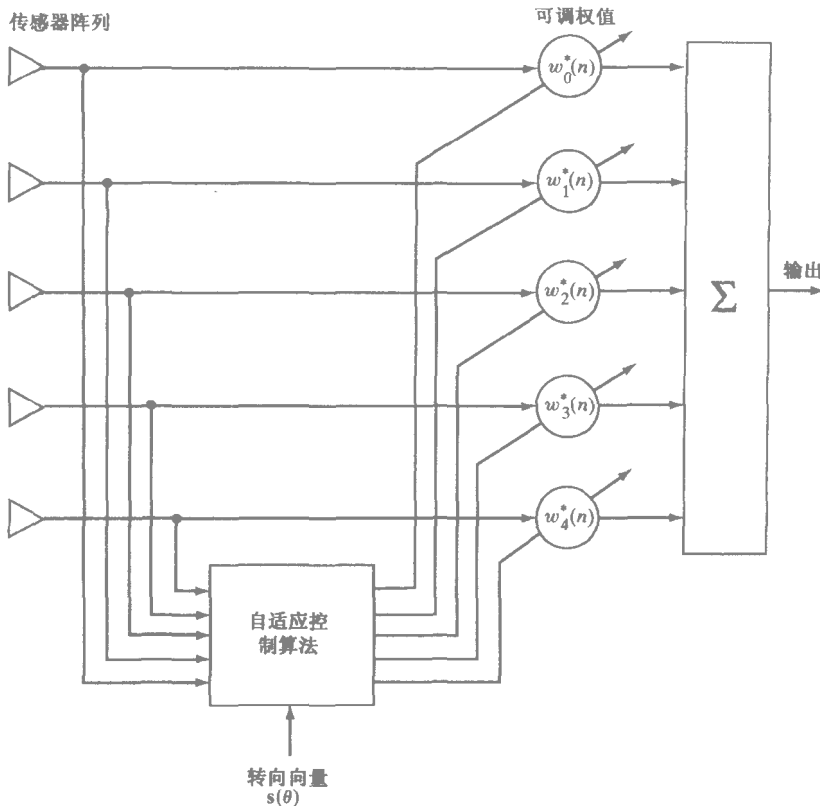 传感器阵列
可调权值
w*0(n)
w*1(n)
w*2(n)
输出
Σ
w*3(n)
w*4(n)
自适应控
制算法
转向向量
s(θ)